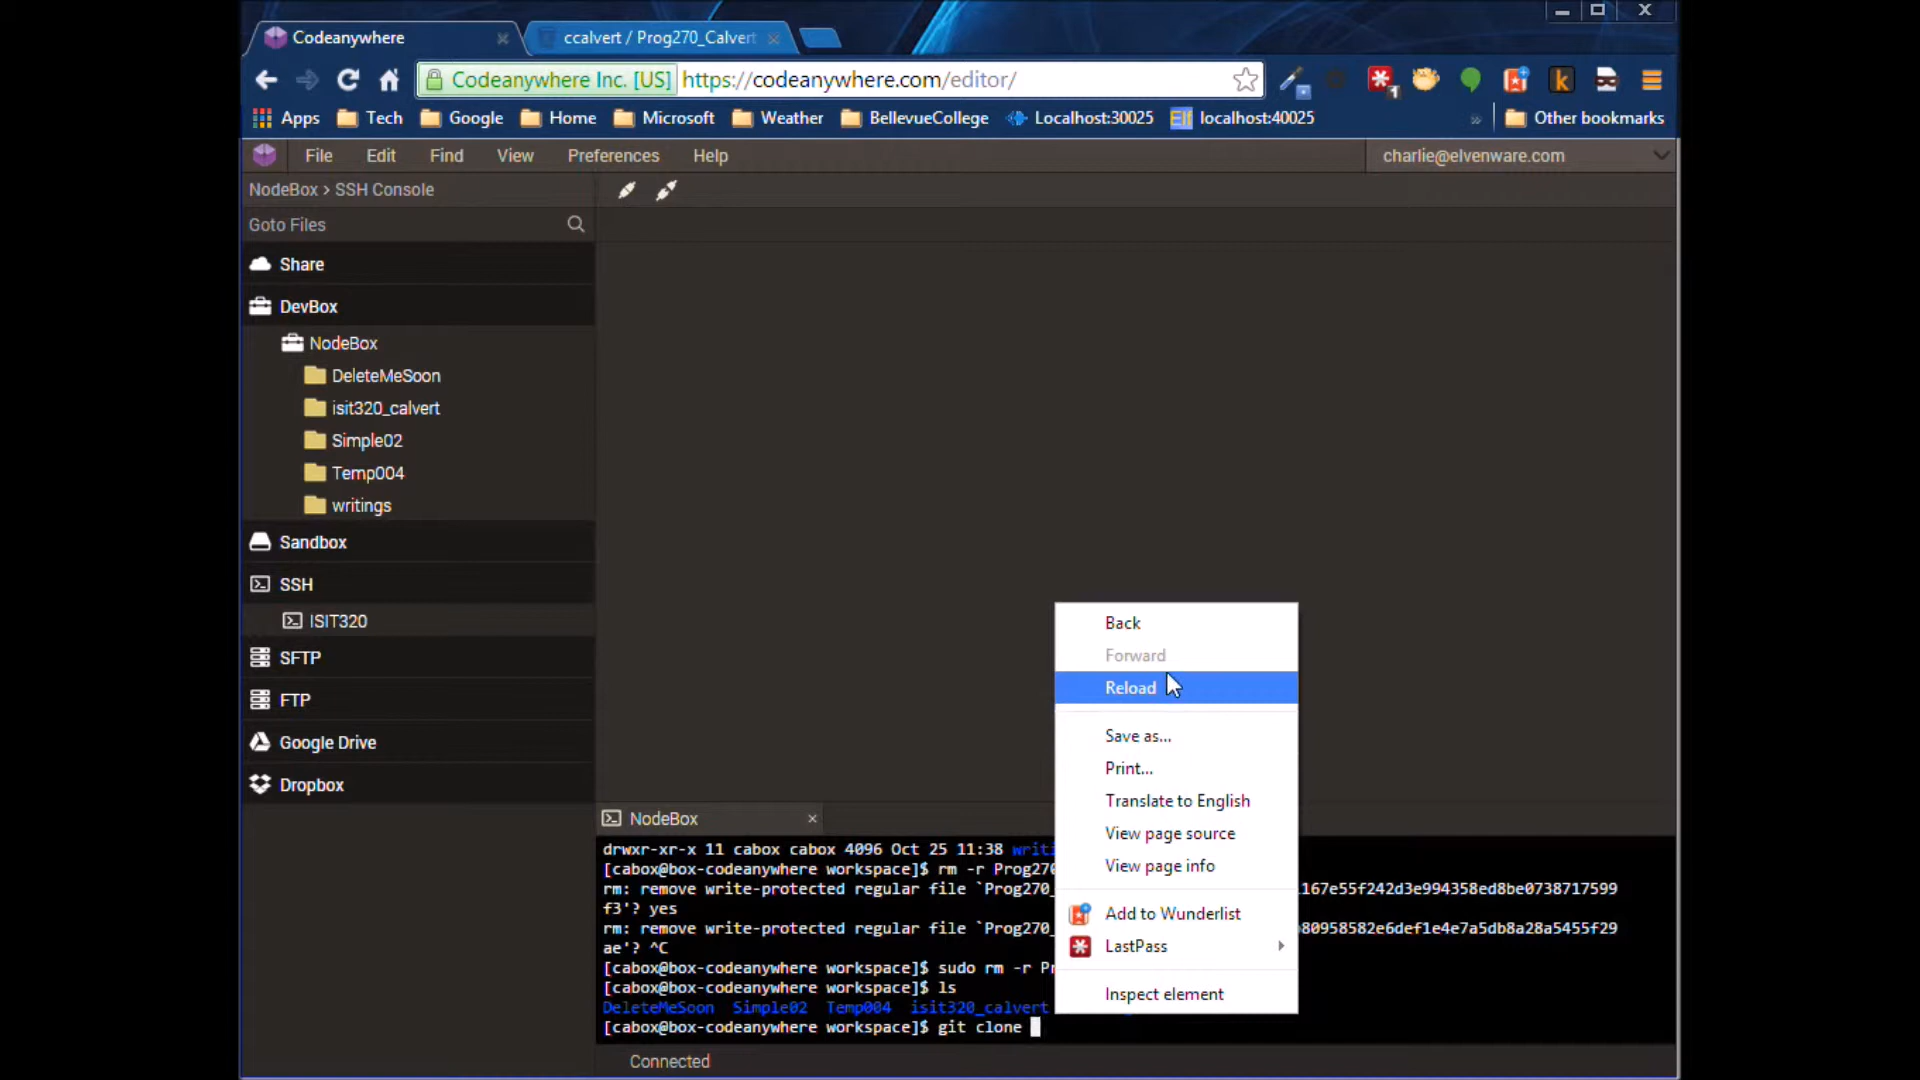 Codeanywhere
ccalvert / Prog270_Calvert
Codeanywhere Inc. [US] https://codeanywhere.com/editor/
Apps Tech Google Home Microsoft Weather BellevueCollege Localhost:30025 Elf localhost:40025 » Other bookmarks
File Edit Find View Preferences Help charlie@elvenware.com
NodeBox > SSH Console
Goto Files
Share
DevBox
NodeBox
DeleteMeSoon
isit320_calvert
Simple02
Temp004
writings
Sandbox
SSH
ISIT320
SFTP
FTP
Google Drive
Dropbox
Back
Forward
Reload
Save as...
Print...
Translate to English
View page source
View page info
Add to Wunderlist
LastPass
Inspect element
NodeBox
drwxr-xr-x 11 cabox cabox 4096 Oct 25 11:38 writi
[cabox@box-codeanywhere workspace]$ rm -r Prog270
rm: remove write-protected regular file `Prog270_ 167e55f242d3e994358ed8be0738717599
f3'? yes
rm: remove write-protected regular file `Prog270_ 80958582e6def1e4e7a5db8a28a5455f29
ae'? ^C
[cabox@box-codeanywhere workspace]$ sudo rm -r Pr
[cabox@box-codeanywhere workspace]$ ls
DeleteMeSoon Simple02 Temp004 isit320_calvert
[cabox@box-codeanywhere workspace]$ git clone
Connected